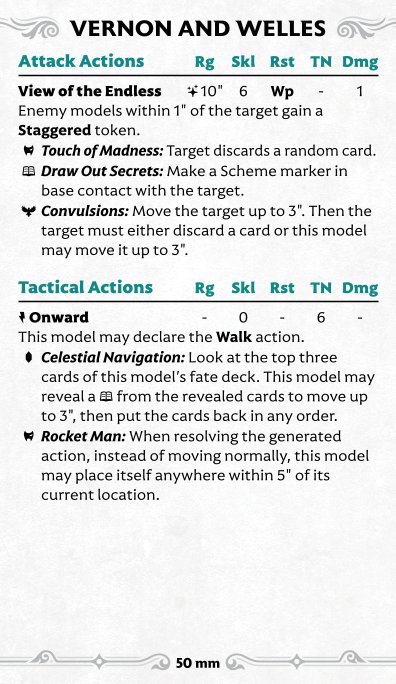 VERNON AND WELLES
Attack Actions Rg Skl Rst TN Dmg
View of the Endless 10" 6 Wp - 1
Enemy models within 1" of the target gain a
Staggered token.
Touch of Madness: Target discards a random card.
Draw Out Secrets: Make a Scheme marker in
base contact with the target.
Convulsions: Move the target up to 3". Then the
target must either discard a card or this model
may move it up to 3".
Tactical Actions Rg Skl Rst TN Dmg
Onward - 0 - 6 -
This model may declare the Walk action.
Celestial Navigation: Look at the top three
cards of this model's fate deck. This model may
reveal a from the revealed cards to move up
to 3", then put the cards back in any order.
Rocket Man: When resolving the generated
action, instead of moving normally, this model
may place itself anywhere within 5" of its
current location.
50 mm